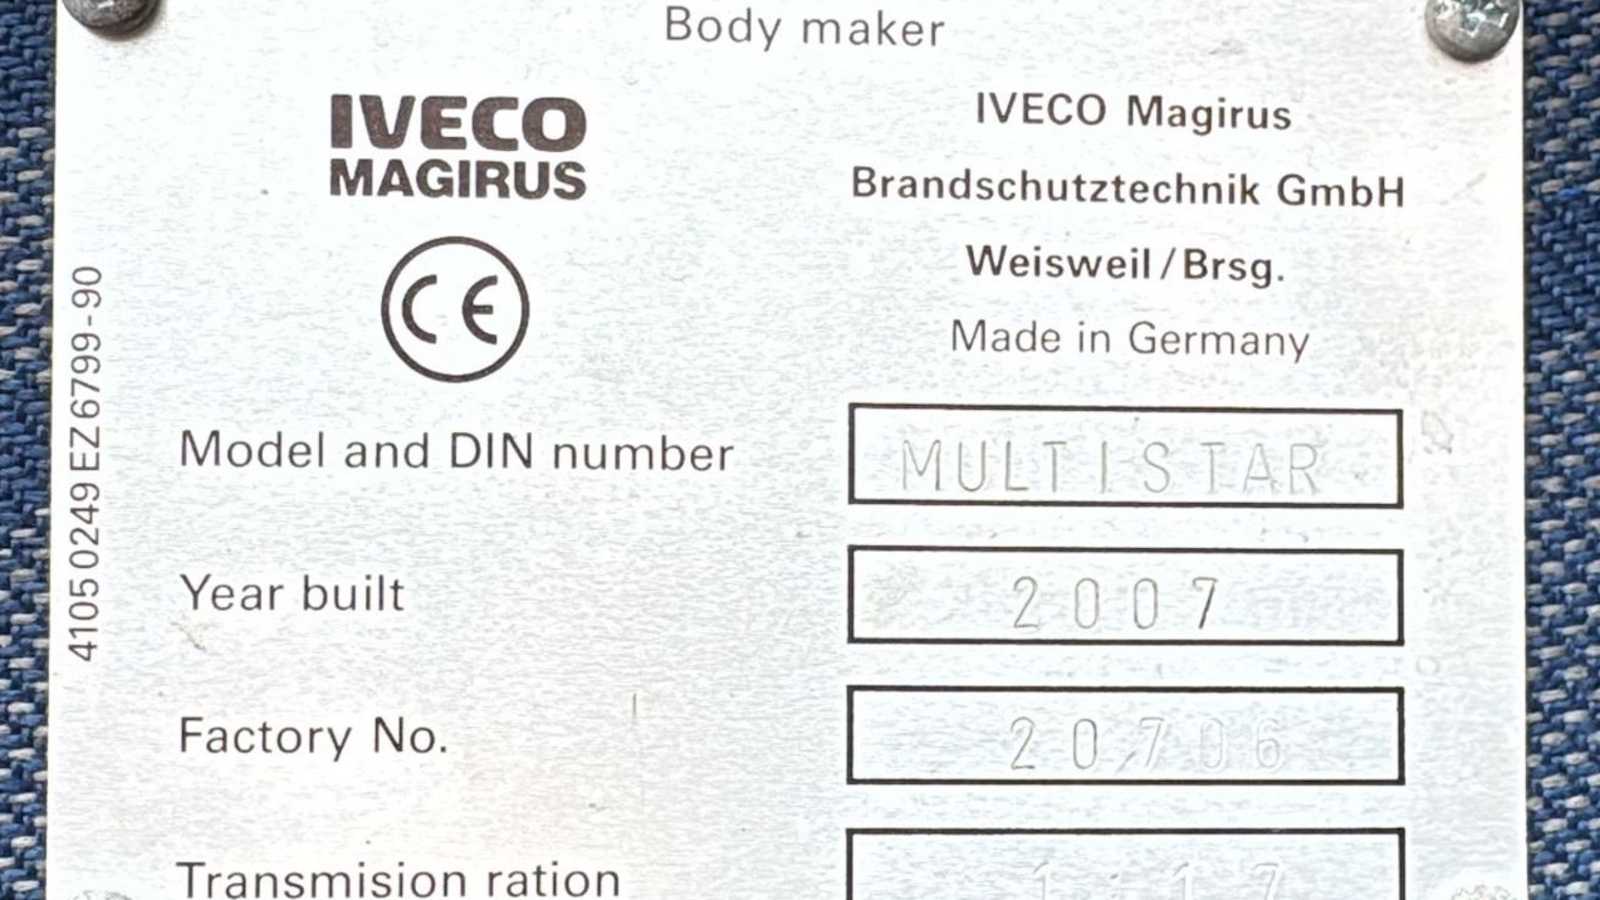 Body maker
IVECO
MAGIRUS
CE
IVECO Magirus
Brandschutztechnik GmbH
Weisweil/Brsg.
Made in Germany
Model and DIN number MULTISTAR
Year built 2007
Factory No. 20706
Transmision ration
4105 0249 EZ 6799-90